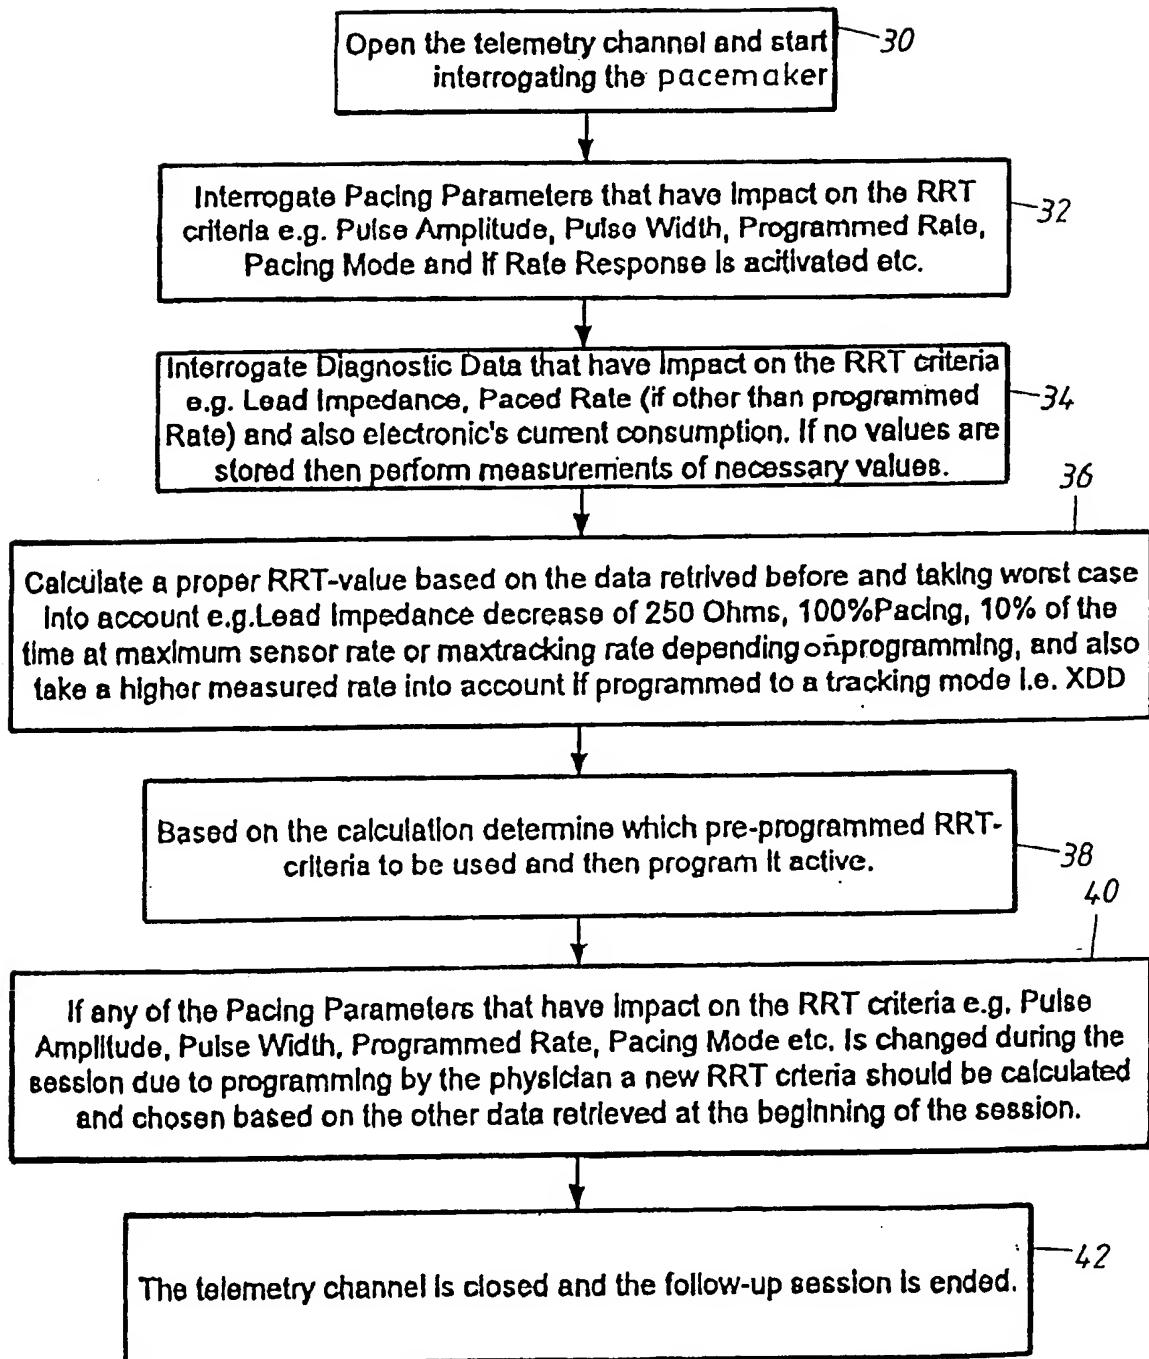 Open the telemetry channel and start
interrogating the pacemaker
30
Interrogate Pacing Parameters that have impact on the RRT
criteria e.g. Pulse Amplitude, Pulse Width, Programmed Rate,
Pacing Mode and if Rate Response is acitivated etc.
32
Interrogate Diagnostic Data that have impact on the RRT criteria
e.g. Lead Impedance, Paced Rate (if other than programmed
Rate) and also electronic's current consumption. If no values are
stored then perform measurements of necessary values.
34
36
Calculate a proper RRT-value based on the data retrived before and taking worst case
into account e.g.Lead Impedance decrease of 250 Ohms, 100%Pacing, 10% of the
time at maximum sensor rate or maxtracking rate depending onprogramming, and also
take a higher measured rate into account if programmed to a tracking mode i.e. XDD
Based on the calculation determine which pre-programmed RRT-
criteria to be used and then program it active.
38
40
If any of the Pacing Parameters that have impact on the RRT criteria e.g. Pulse
Amplitude, Pulse Width, Programmed Rate, Pacing Mode etc. is changed during the
session due to programming by the physician a new RRT crteria should be calculated
and chosen based on the other data retrieved at the beginning of the session.
The telemetry channel is closed and the follow-up session is ended.
42